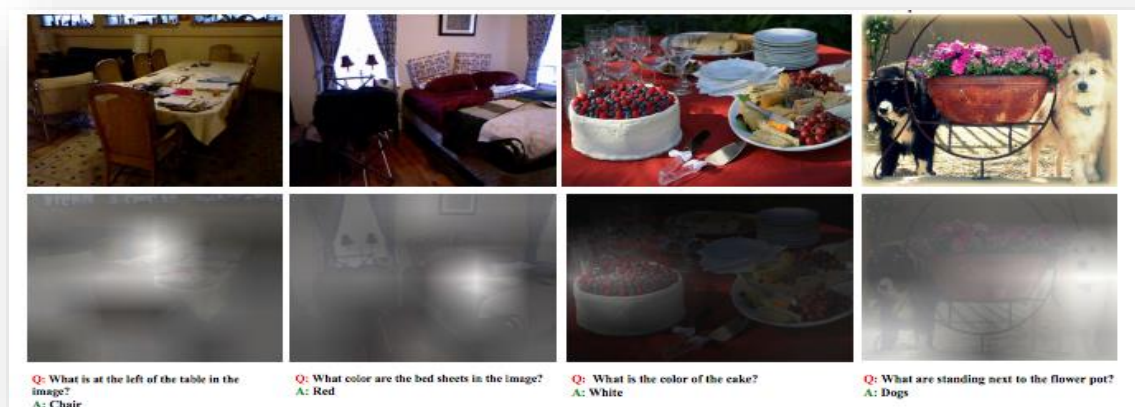 Q: What is at the left of the table in the
image?
A: Chair
Q: What color are the bed sheets in the image?
A: Red
Q: What is the color of the cake?
A: White
Q: What are standing next to the flower pot?
A: Dogs